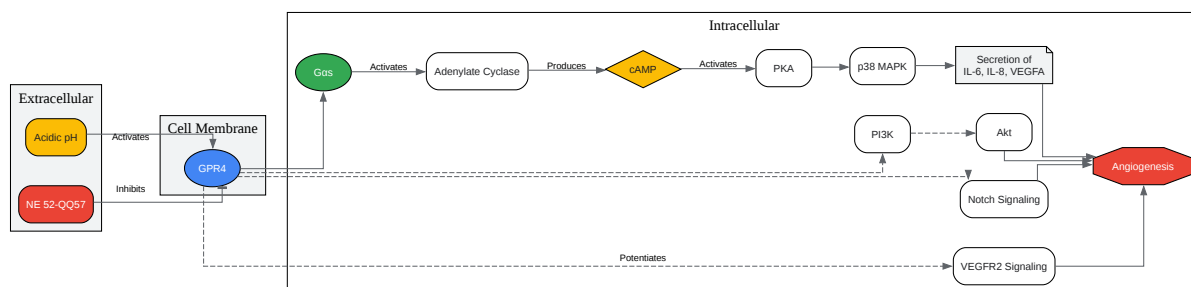 Intracellular
Extracellular
Cell Membrane
Acidic pH
Activates
GPR4
NE 52-QQ57
Inhibits
Gαs
Activates
Adenylate Cyclase
Produces
cAMP
Activates
PKA
p38 MAPK
Secretion of
IL-6, IL-8, VEGFA
PI3K
Akt
Notch Signaling
Angiogenesis
Potentiates
VEGFR2 Signaling